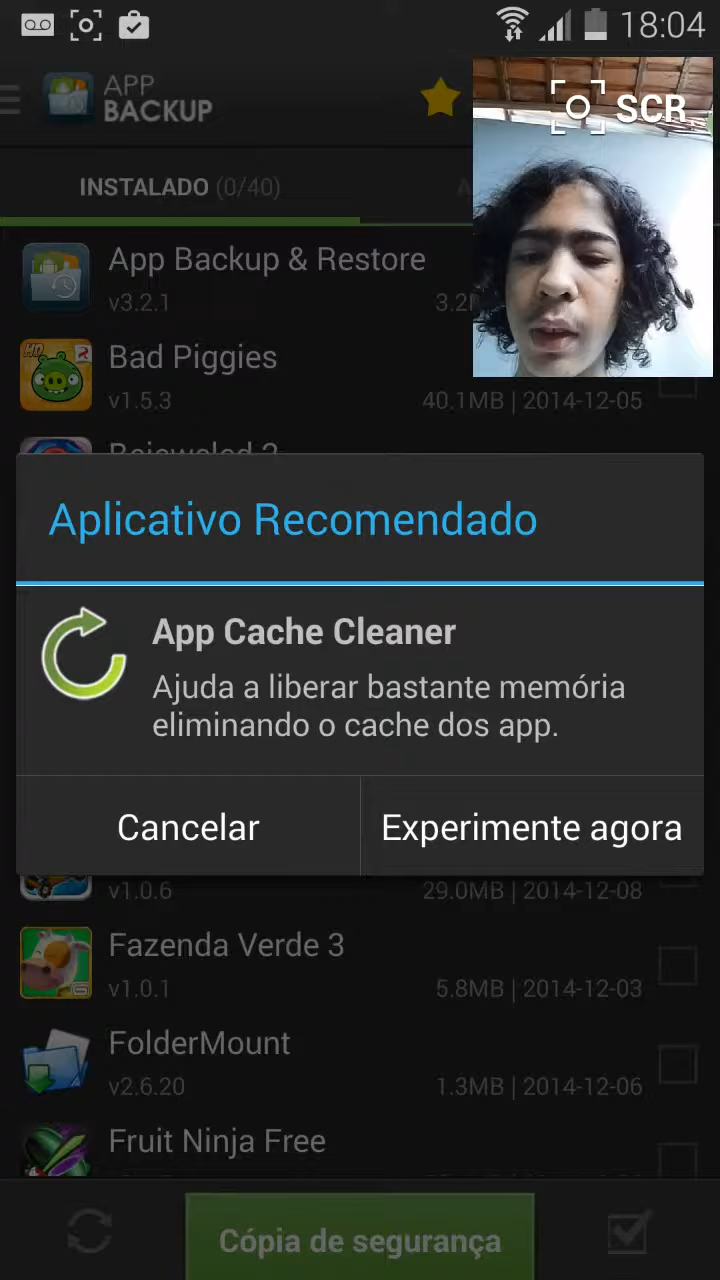 18:04
APP
BACKUP
SCR
INSTALADO (0/40)
App Backup & Restore
v3.2.1
Bad Piggies
v1.5.3
40.1MB | 2014-12-05
Bejeweled 2
Aplicativo Recomendado
App Cache Cleaner
Ajuda a liberar bastante memória
eliminando o cache dos app.
Cancelar
Experimente agora
v1.0.6
29.0MB | 2014-12-08
Fazenda Verde 3
v1.0.1
5.8MB | 2014-12-03
FolderMount
v2.6.20
1.3MB | 2014-12-06
Fruit Ninja Free
Cópia de segurança